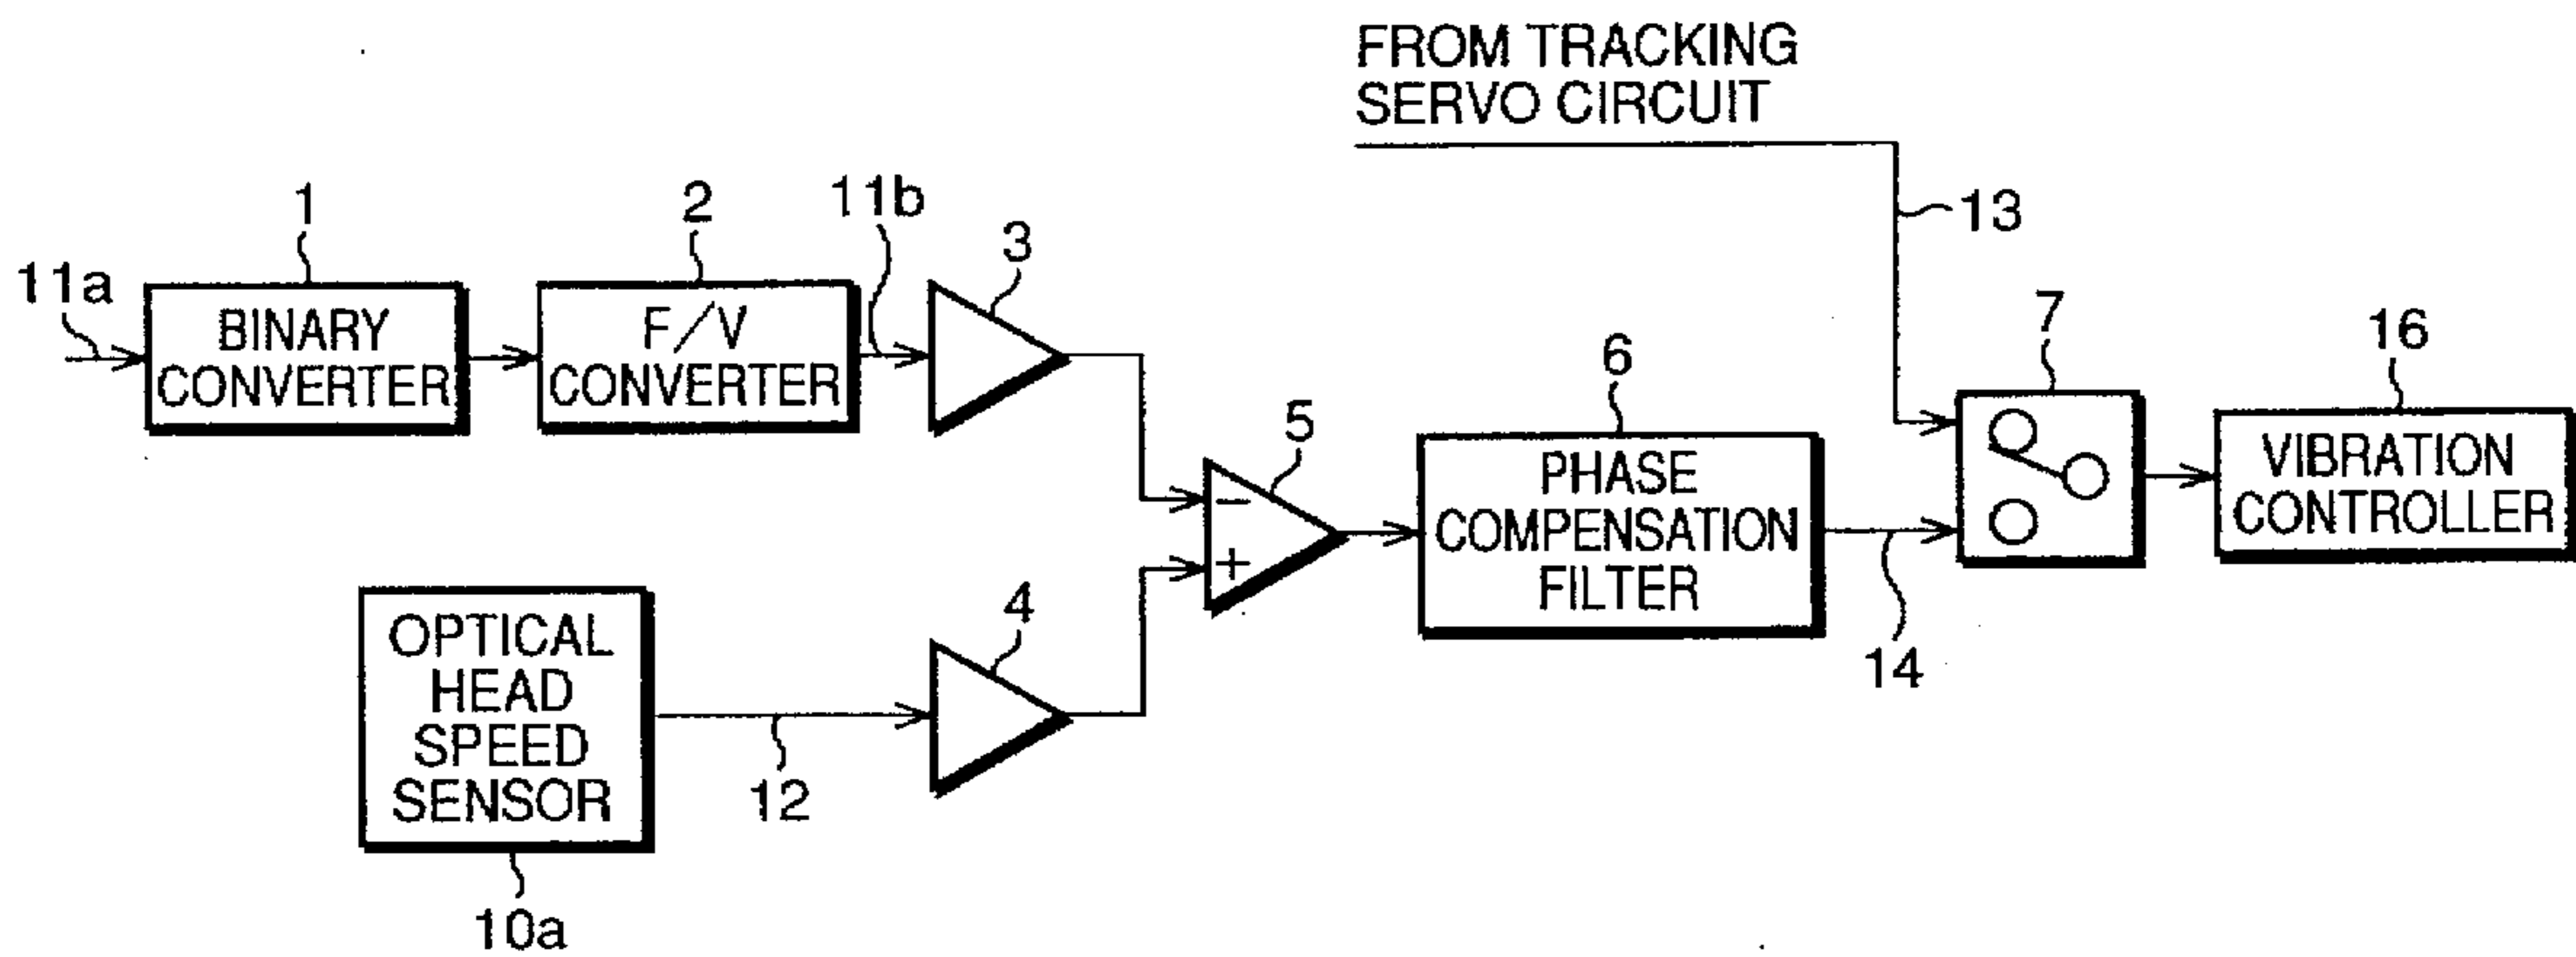 FROM TRACKING
SERVO CIRCUIT
13
1
2
11b
3
11a
BINARY
CONVERTER
F/V
CONVERTER
7
16
6
5
PHASE
COMPENSATION
FILTER
VIBRATION
CONTROLLER
−
+
4
14
OPTICAL
HEAD
SPEED
SENSOR
12
10a